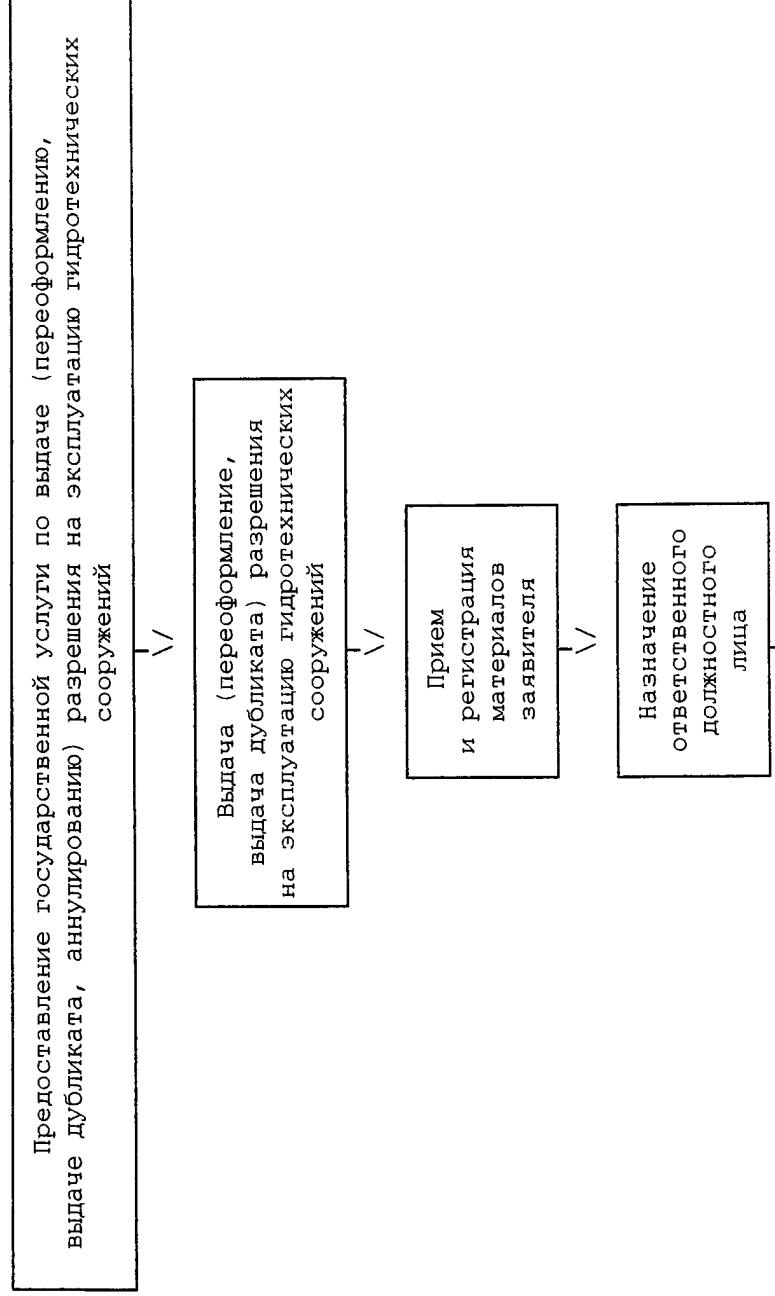 Предоставление государственной услуги по выдаче (переоформлению,
выдаче дубликата, аннулированию) разрешения на эксплуатацию гидротехнических
сооружений
Выдача (переоформление,
выдача дубликата) разрешения
на эксплуатацию гидротехнических
сооружений
Прием
и регистрация
материалов
заявителя
Назначение
ответственного
должностного
лица